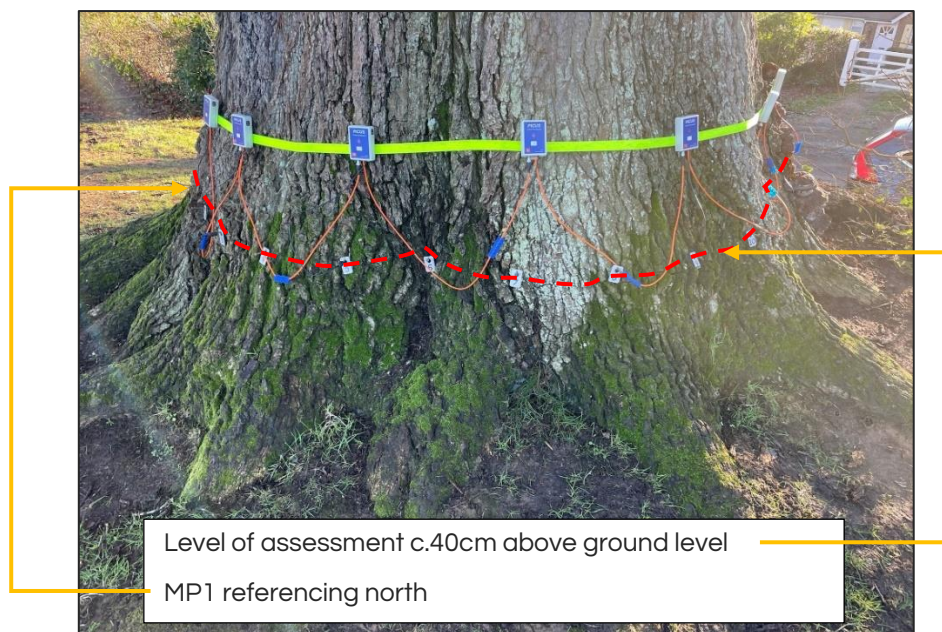 Level of assessment c.40cm above ground level
MP1 referencing north